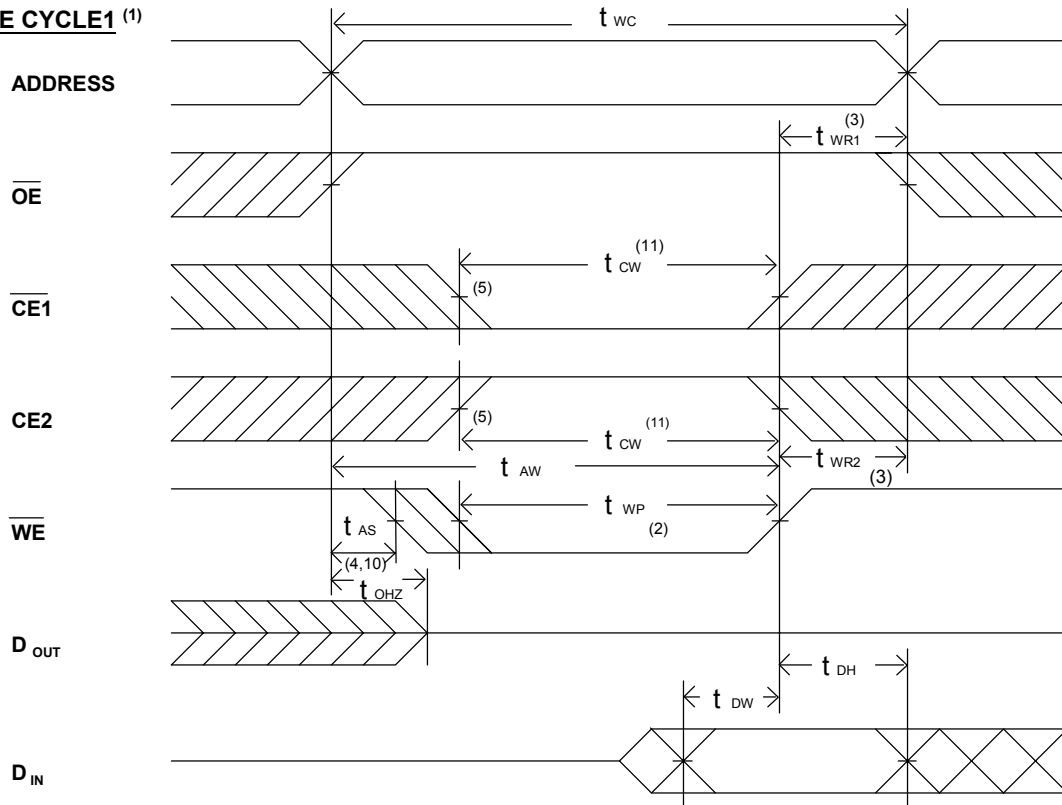 E CYCLE1 (1)
t WC
ADDRESS
t WR1 (3)
OE
t CW (11)
CE1
(5)
CE2
(5)
t CW (11)
t AW
t WR2 (3)
WE
t AS
t WP (2)
(4,10)
t OHZ
D OUT
t DH
t DW
D IN